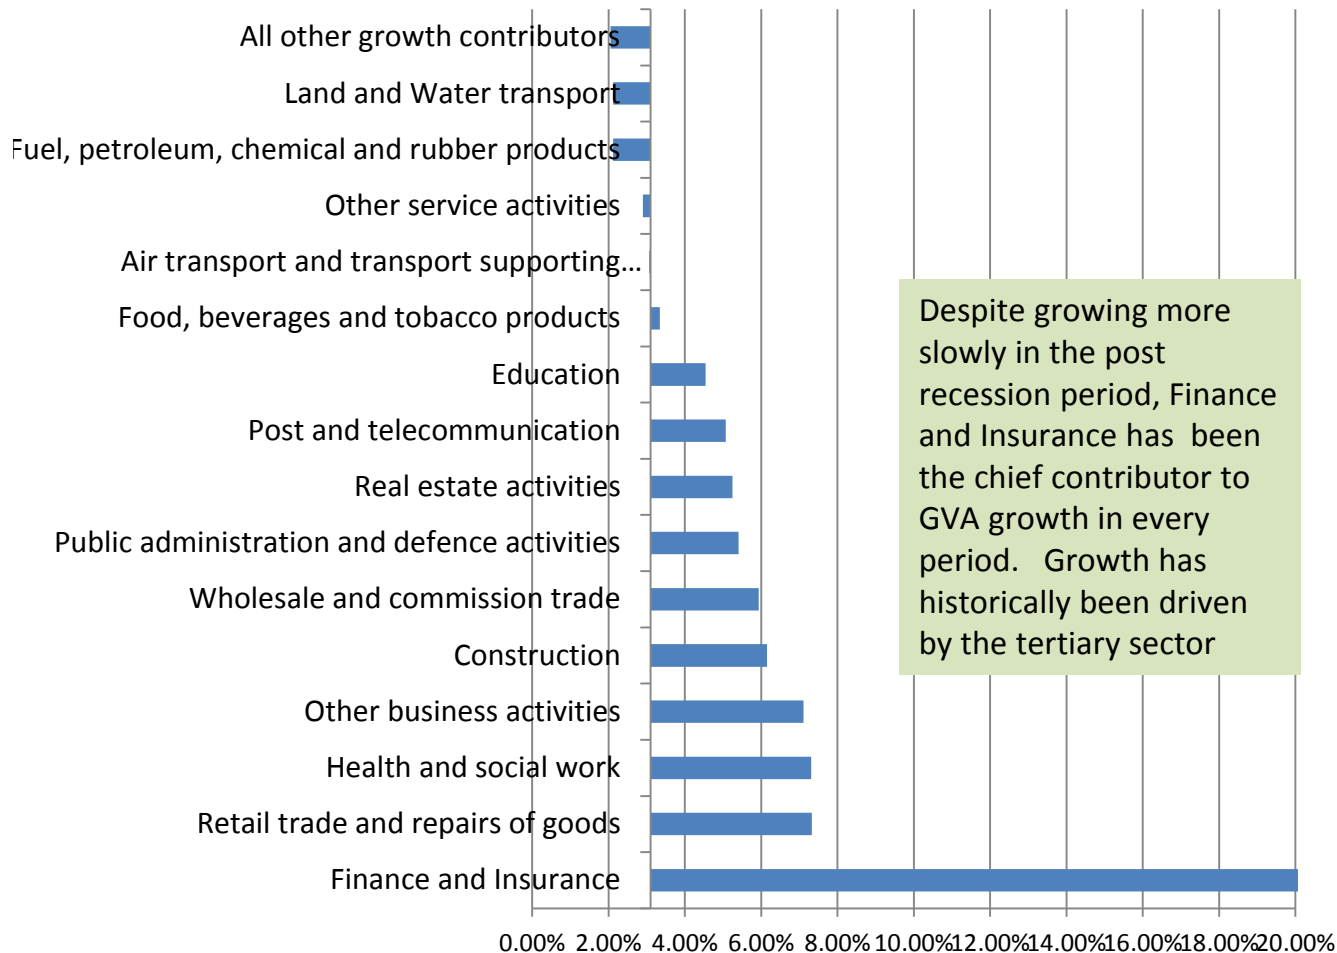 All other growth contributors
Land and Water transport
Fuel, petroleum, chemical and rubber products
Other service activities
Air transport and transport supporting...
Food, beverages and tobacco products
Education
Post and telecommunication
Real estate activities
Public administration and defence activities
Wholesale and commission trade
Construction
Other business activities
Health and social work
Retail trade and repairs of goods
Finance and Insurance
Despite growing more
slowly in the post
recession period, Finance
and Insurance has  been
the chief contributor to
GVA growth in every
period.   Growth has
historically been driven
by the tertiary sector
0.00% 2.00% 4.00% 6.00% 8.00% 10.00% 12.00% 14.00% 16.00% 18.00% 20.00%